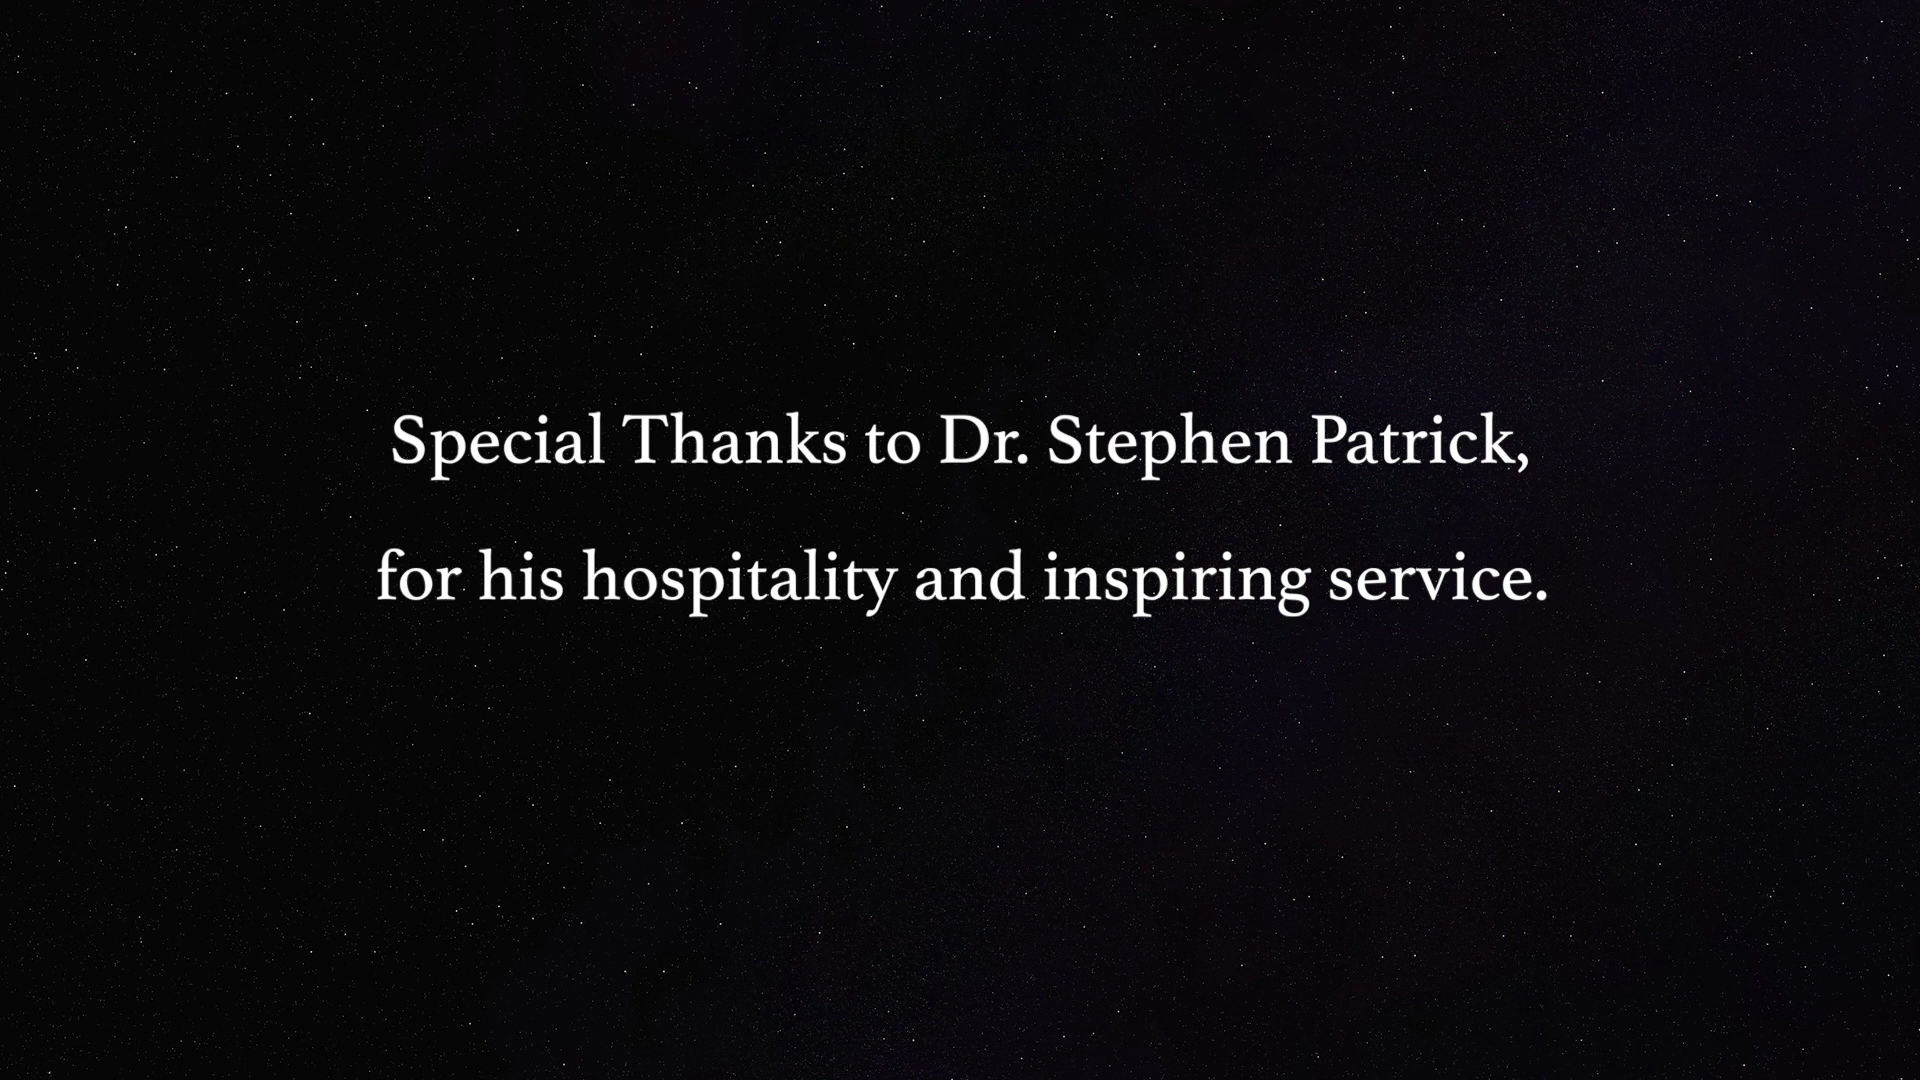 Special Thanks to Dr. Stephen Patrick,
for his hospitality and inspiring service.